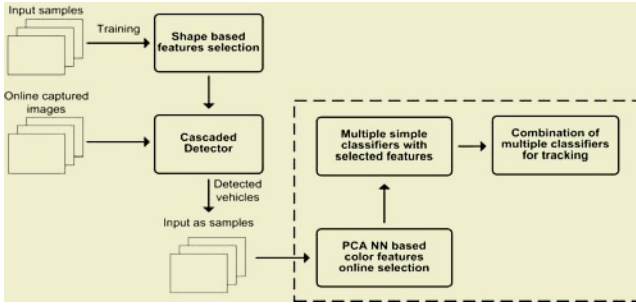 Input samples
Training
Shape based
features selection
Online captured
images
Cascaded
Detector
Detected
vehicles
Input as samples
PCA NN based
color features
online selection
Multiple simple
classifiers with
selected features
Combination of
multiple classifiers
for tracking